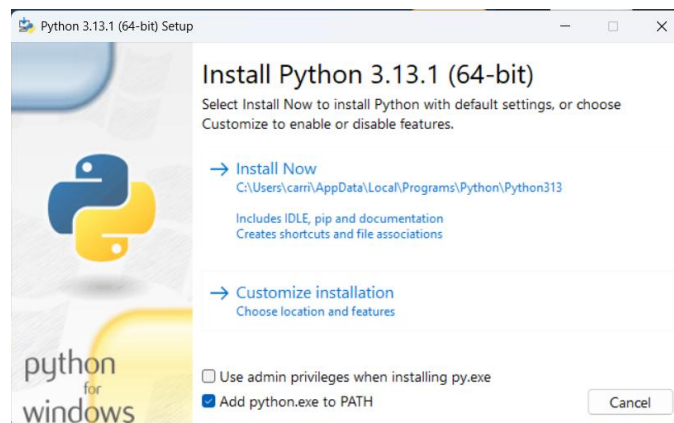 Python 3.13.1 (64-bit) Setup
Install Python 3.13.1 (64-bit)
Select Install Now to install Python with default settings, or choose
Customize to enable or disable features.
Install Now
C:\Users\carri\AppData\Local\Programs\Python\Python313
Includes IDLE, pip and documentation
Creates shortcuts and file associations
Customize installation
Choose location and features
python
for
windows
Use admin privileges when installing py.exe
Add python.exe to PATH
Cancel